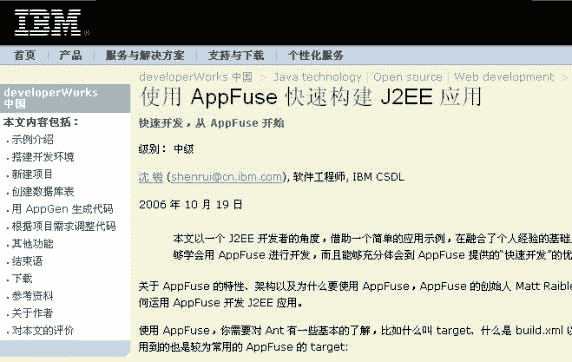 IBM®
首页 产品 服务与解决方案 支持与下载 个性化服务
developerWorks 中国 > Java technology | Open source | Web development >
developerWorks
中国
本文内容包括：
示例介绍
搭建开发环境
新建项目
创建数据库表
用 AppGen 生成代码
根据项目需求调整代码
其他功能
结束语
下载
参考资料
关于作者
对本文的评价
使用 AppFuse 快速构建 J2EE 应用
快速开发，从 AppFuse 开始
级别： 中级
沈 锐 (shenrui@cn.ibm.com), 软件工程师, IBM CSDL
2006 年 10 月 19 日
本文以一个 J2EE 开发者的角度，借助一个简单的应用示例，在融合了个人经验的基础
够学会用 AppFuse 进行开发，而且能够充分体会到 AppFuse 提供的“快速开发”的优
关于 AppFuse 的特性、架构以及为什么要使用 AppFuse，AppFuse 的创始人 Matt Raible
何运用 AppFuse 开发 J2EE 应用。
使用 AppFuse，你需要对 Ant 有一些基本的了解，比如什么叫 target、什么是 build.xml 以
用到的也是较为常用的 AppFuse 的 target: